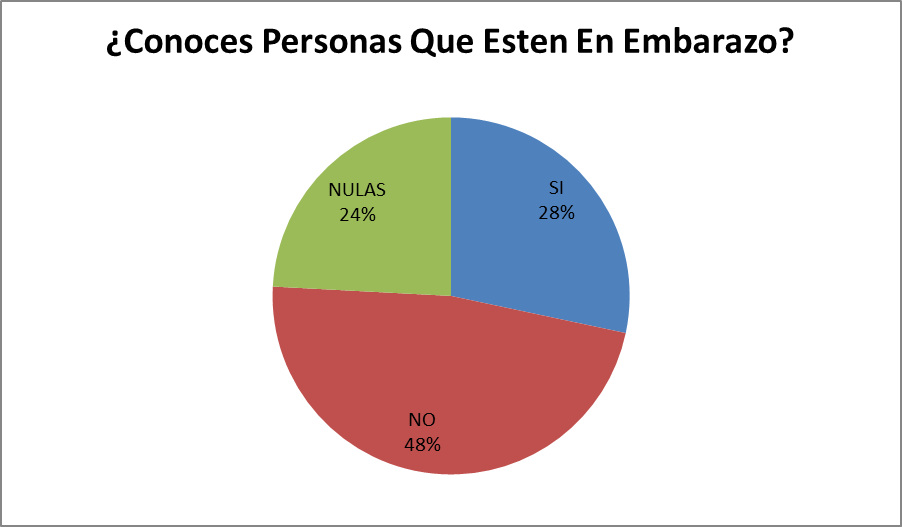 ¿Conoces Personas Que Esten En Embarazo?
NULAS
24%
SI
28%
NO
48%